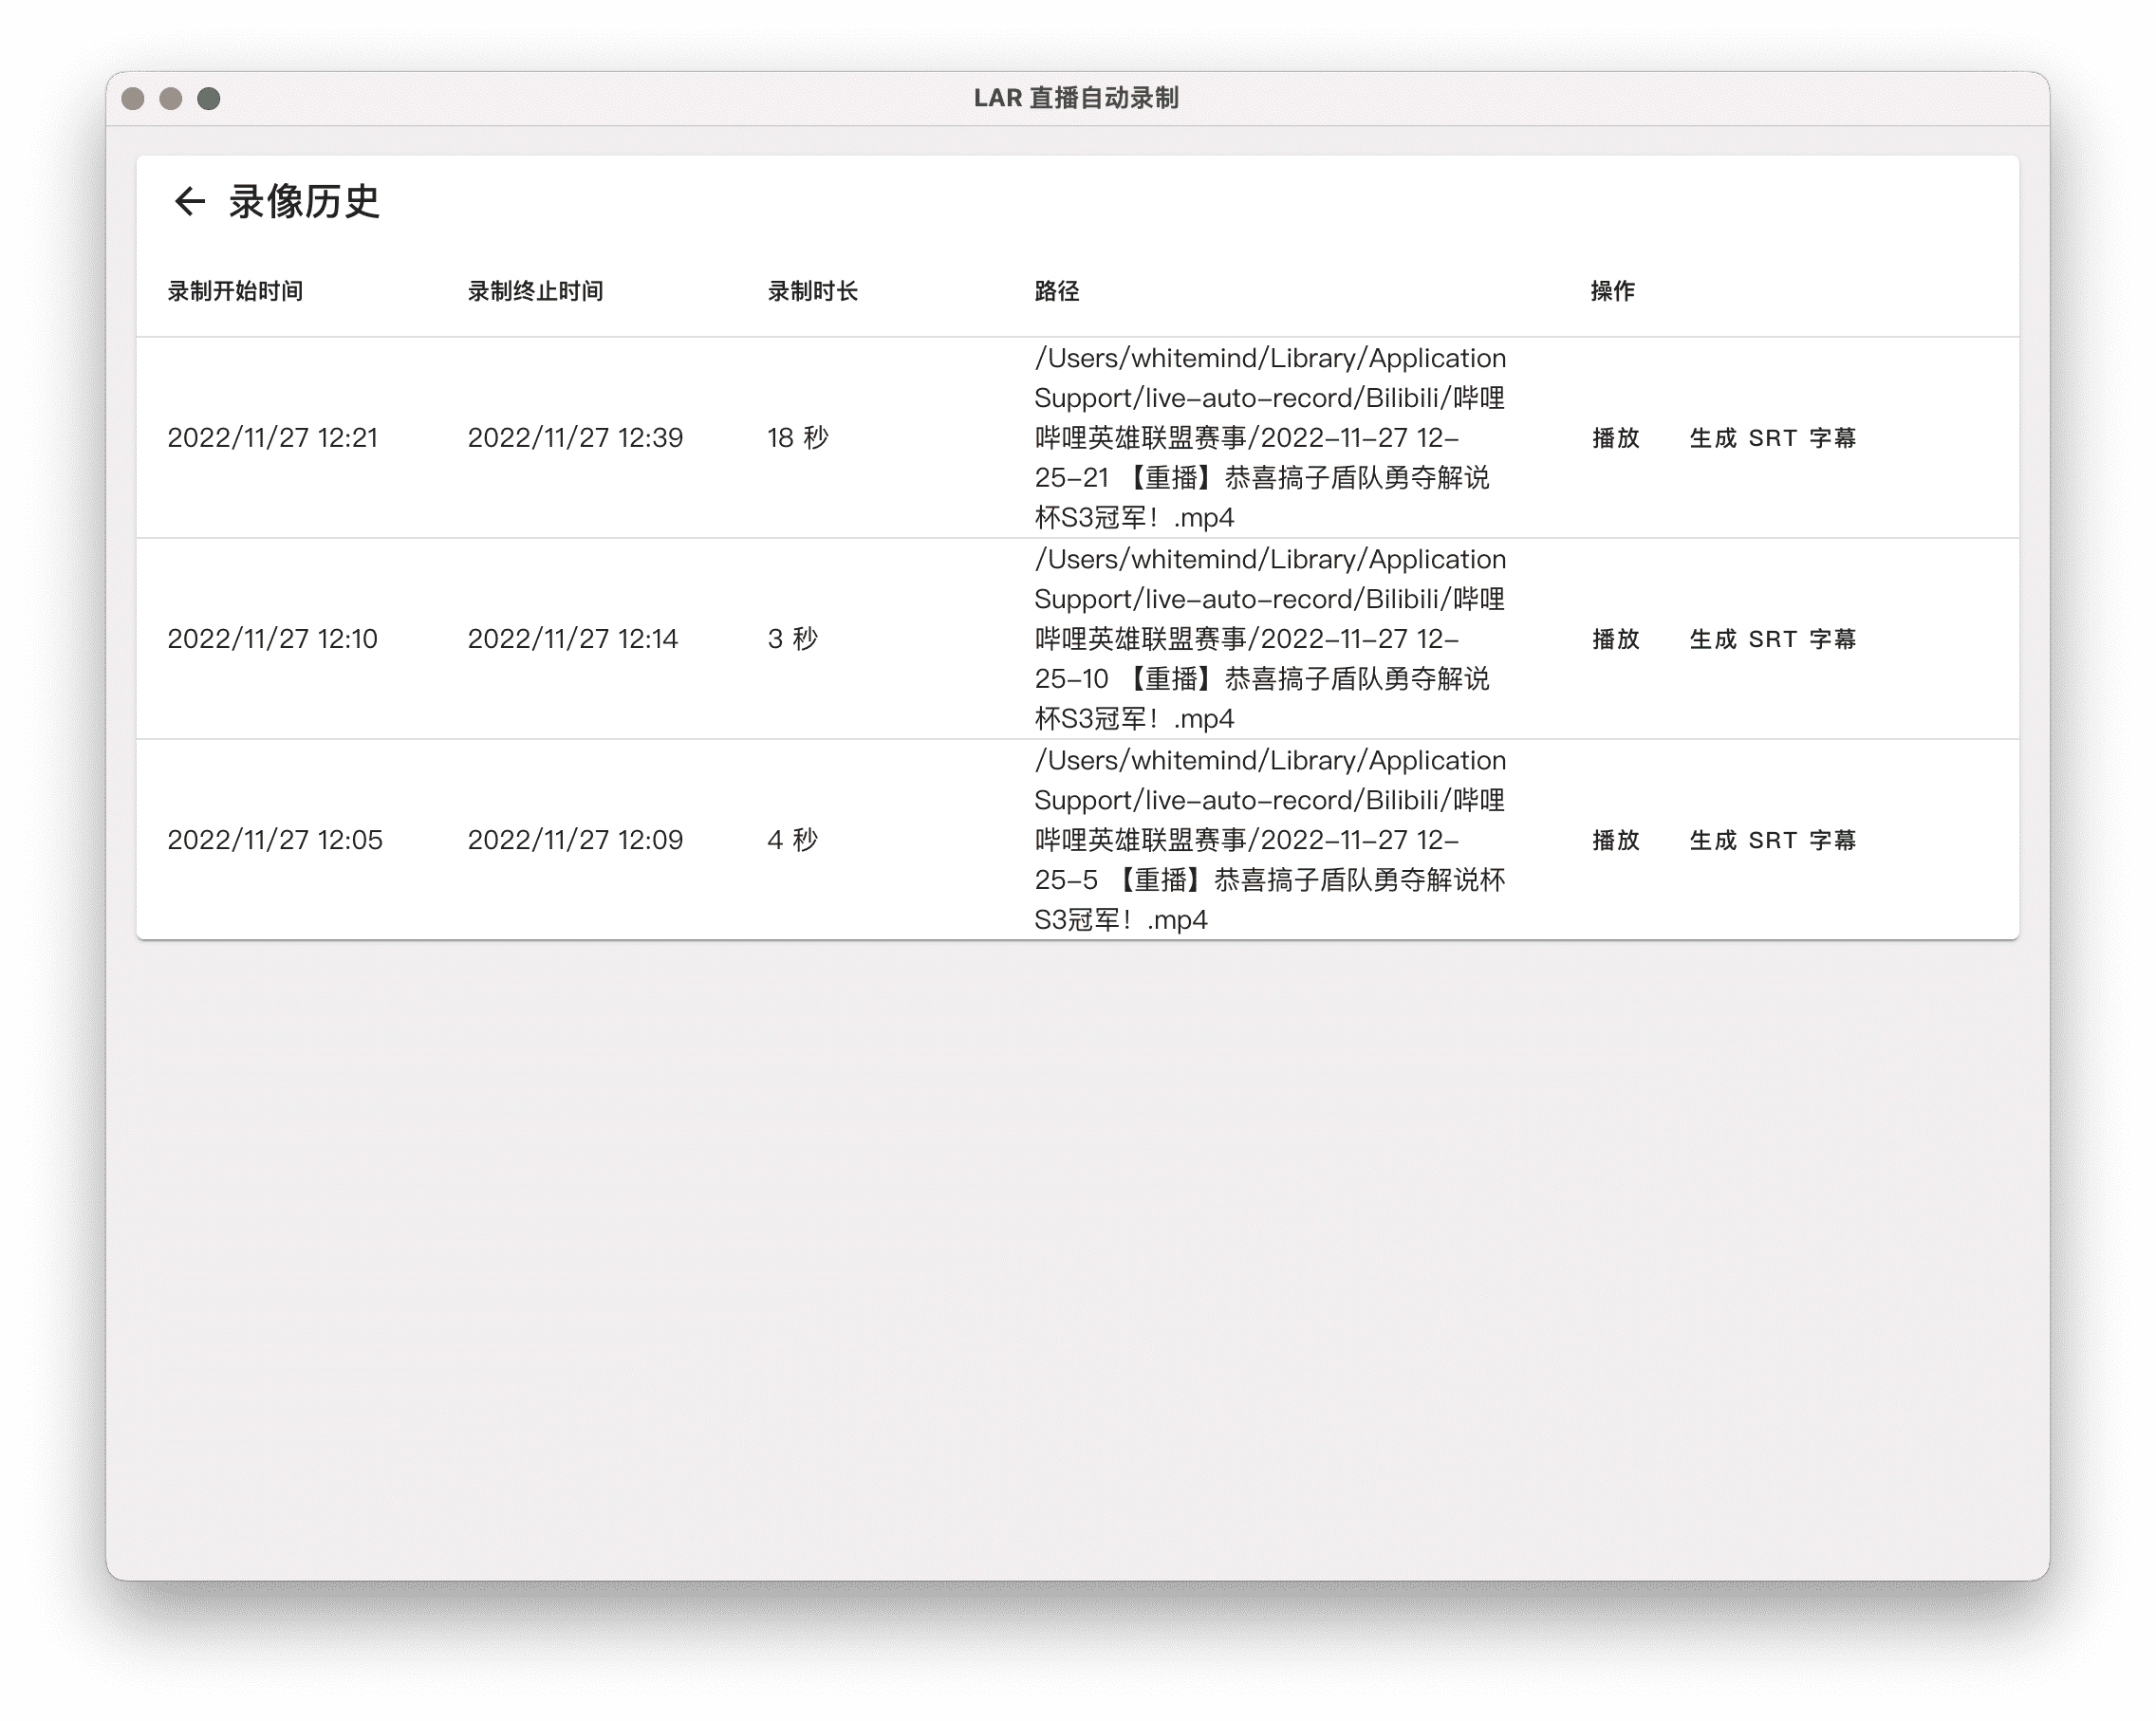 LAR 直播自动录制
录像历史
录制开始时间 录制终止时间 录制时长 路径 操作
/Users/whitemind/Library/Application
Support/live-auto-record/Bilibili/哔哩
2022/11/27 12:21 2022/11/27 12:39 18 秒 哔哩英雄联盟赛事/2022-11-27 12- 播放 生成 SRT 字幕
25-21 【重播】恭喜搞子盾队勇夺解说
杯S3冠军！.mp4
/Users/whitemind/Library/Application
Support/live-auto-record/Bilibili/哔哩
2022/11/27 12:10 2022/11/27 12:14 3 秒 哔哩英雄联盟赛事/2022-11-27 12- 播放 生成 SRT 字幕
25-10 【重播】恭喜搞子盾队勇夺解说
杯S3冠军！.mp4
/Users/whitemind/Library/Application
Support/live-auto-record/Bilibili/哔哩
2022/11/27 12:05 2022/11/27 12:09 4 秒 哔哩英雄联盟赛事/2022-11-27 12- 播放 生成 SRT 字幕
25-5 【重播】恭喜搞子盾队勇夺解说杯
S3冠军！.mp4